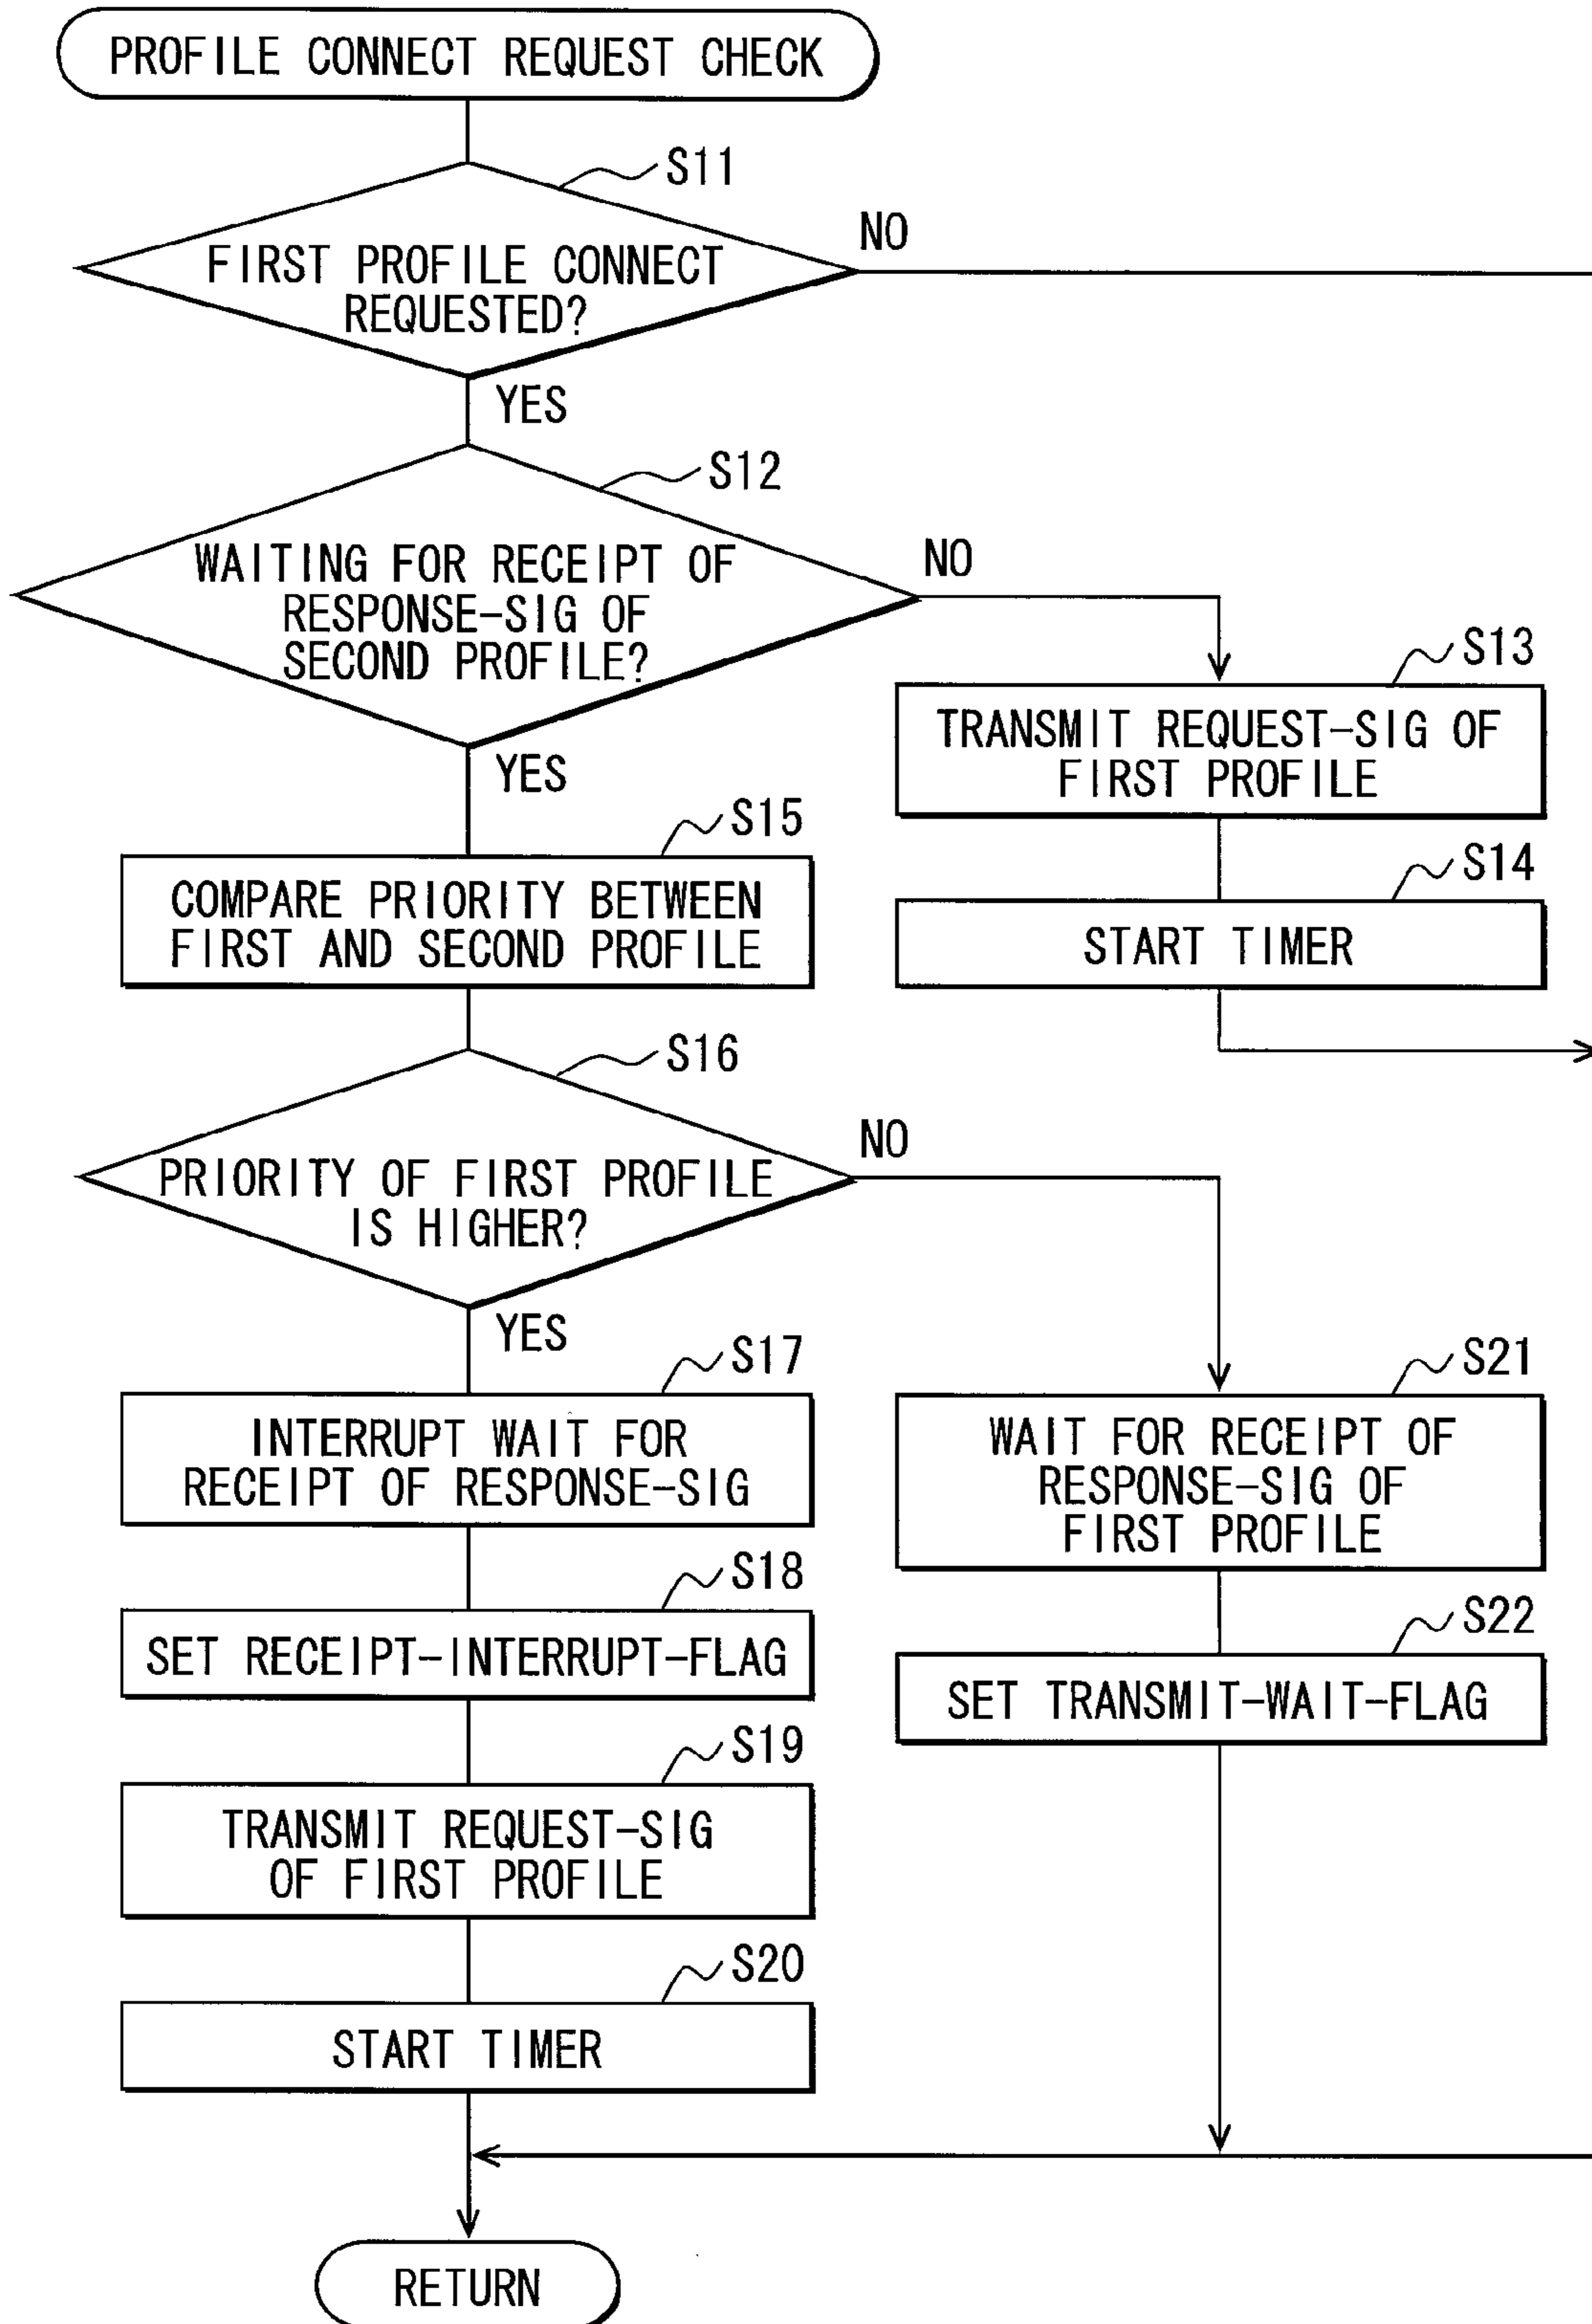 PROFILE CONNECT REQUEST CHECK
S11
FIRST PROFILE CONNECT
REQUESTED?
NO
YES
S12
WAITING FOR RECEIPT OF
RESPONSE-SIG OF
SECOND PROFILE?
NO
YES
S13
TRANSMIT REQUEST-SIG OF
FIRST PROFILE
S14
START TIMER
S15
COMPARE PRIORITY BETWEEN
FIRST AND SECOND PROFILE
S16
PRIORITY OF FIRST PROFILE
IS HIGHER?
NO
YES
S17
INTERRUPT WAIT FOR
RECEIPT OF RESPONSE-SIG
S18
SET RECEIPT-INTERRUPT-FLAG
S19
TRANSMIT REQUEST-SIG
OF FIRST PROFILE
S20
START TIMER
S21
WAIT FOR RECEIPT OF
RESPONSE-SIG OF
FIRST PROFILE
S22
SET TRANSMIT-WAIT-FLAG
RETURN